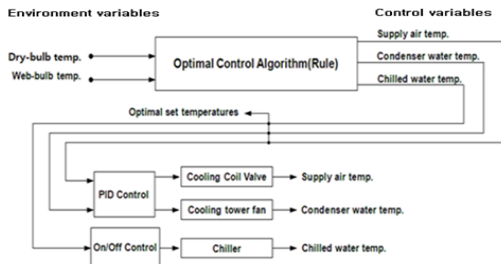 Environment variables
Control variables
Supply air temp.
Dry-bulb temp.
Optimal Control Algorithm(Rule)
Condenser water temp.
Web-bulb temp.
Chilled water temp.
Optimal set temperatures
PID Control
Cooling Coil Valve
Supply air temp.
Cooling tower fan
Condenser water temp.
On/Off Control
Chiller
Chilled water temp.